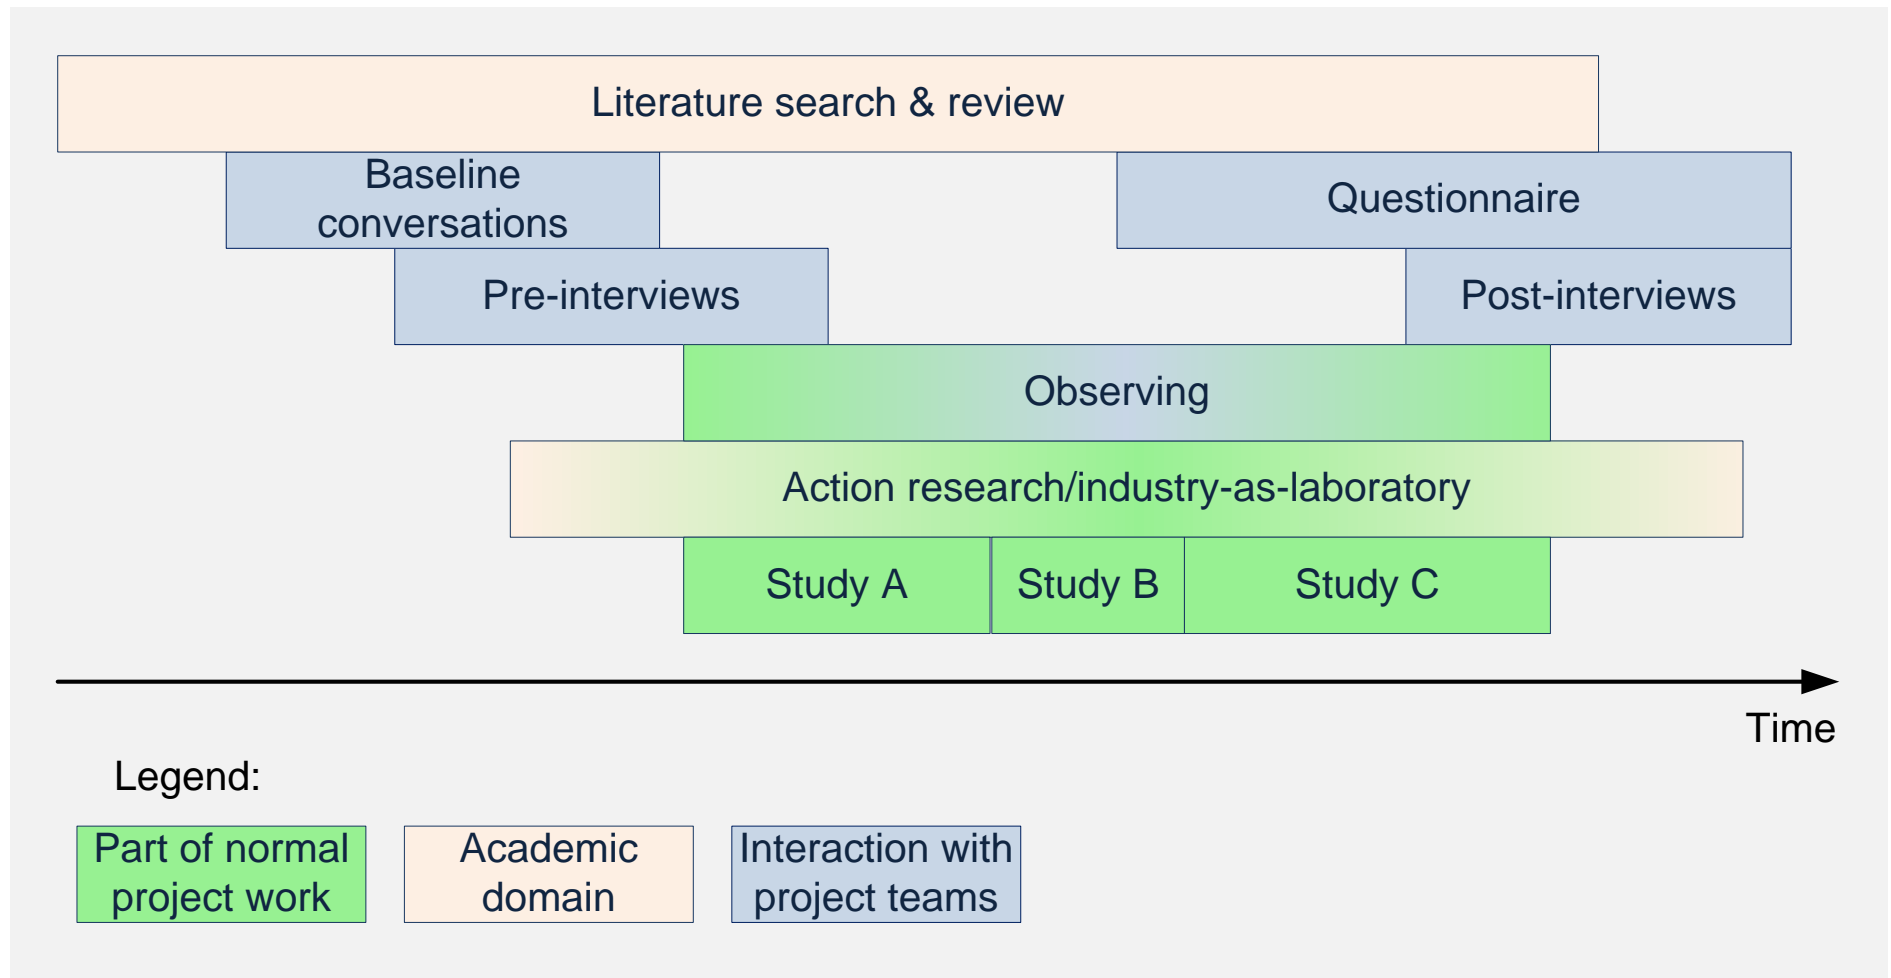 Literature search & review
Baseline
conversations
Questionnaire
Pre-interviews
Post-interviews
Observing
Action research/industry-as-laboratory
Study A
Study B
Study C
Time
Legend:
Part of normal
project work
Academic
domain
Interaction with
project teams